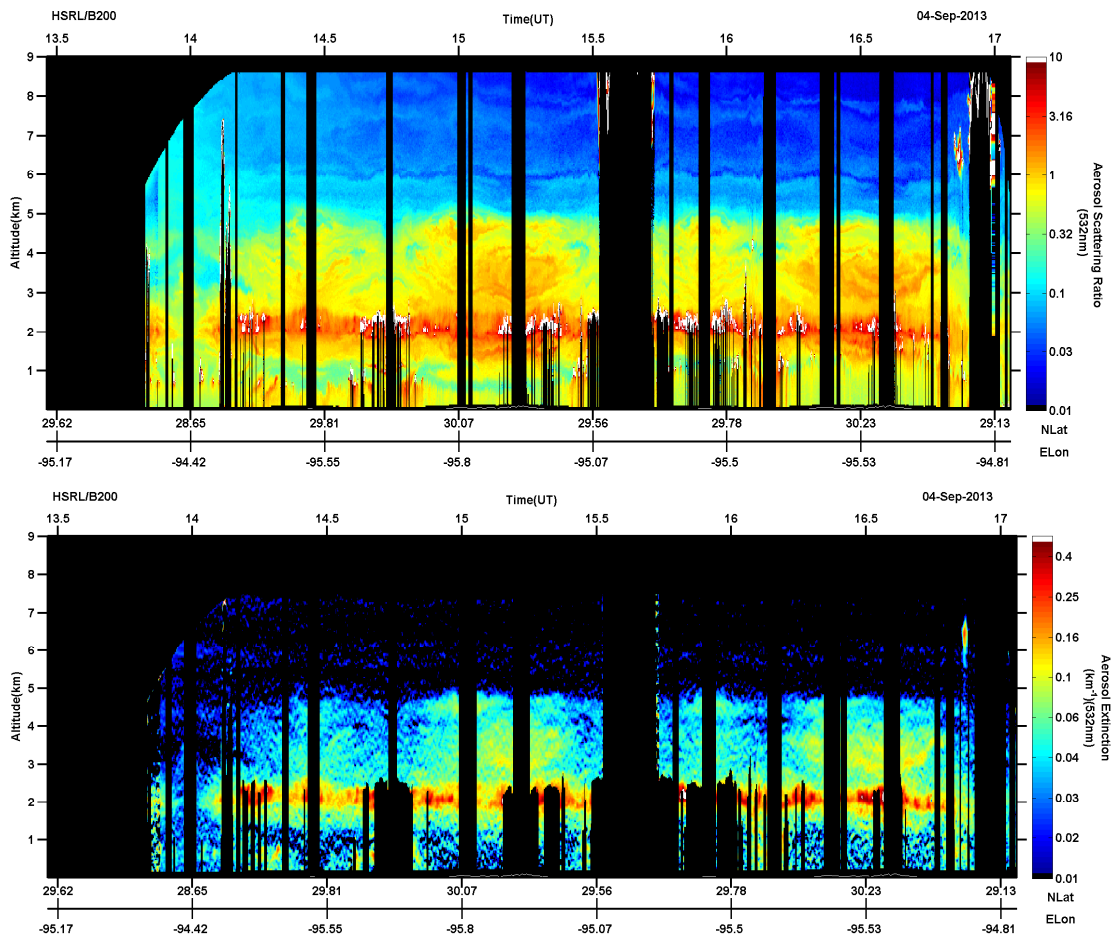 HSRL/B200 Time(UT) 04-Sep-2013
13.5 14 14.5 15 15.5 16 16.5 17
9
8
7
6
5
4
3
2
1
Altitude(km)
10
3.16
1
0.32
0.1
0.03
0.01
Aerosol Scattering Ratio
(532nm)
29.62 28.65 29.81 30.07 29.56 29.78 30.23 29.13 NLat
-95.17 -94.42 -95.55 -95.8 -95.07 -95.5 -95.53 -94.81 ELon
HSRL/B200 Time(UT) 04-Sep-2013
13.5 14 14.5 15 15.5 16 16.5 17
9
8
7
6
5
4
3
2
1
Altitude(km)
0.4
0.25
0.16
0.1
0.06
0.04
0.03
0.02
0.01
Aerosol Extinction
(km⁻¹)(532nm)
29.62 28.65 29.81 30.07 29.56 29.78 30.23 29.13 NLat
-95.17 -94.42 -95.55 -95.8 -95.07 -95.5 -95.53 -94.81 ELon